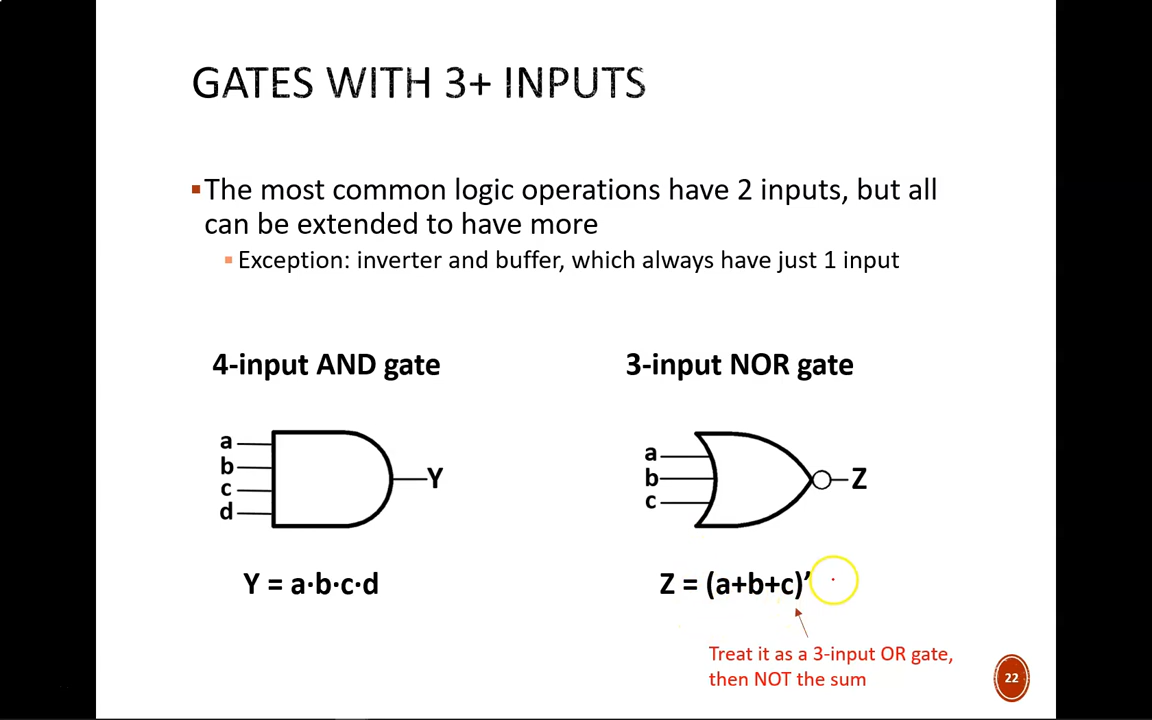 GATES WITH 3+ INPUTS
▪The most common logic operations have 2 inputs, but all
can be extended to have more
▪ Exception: inverter and buffer, which always have just 1 input
4-input AND gate
a
b
c
d
Y
Y = a·b·c·d
3-input NOR gate
a
b
c
Z
Z = (a+b+c)’
Treat it as a 3-input OR gate,
then NOT the sum
22